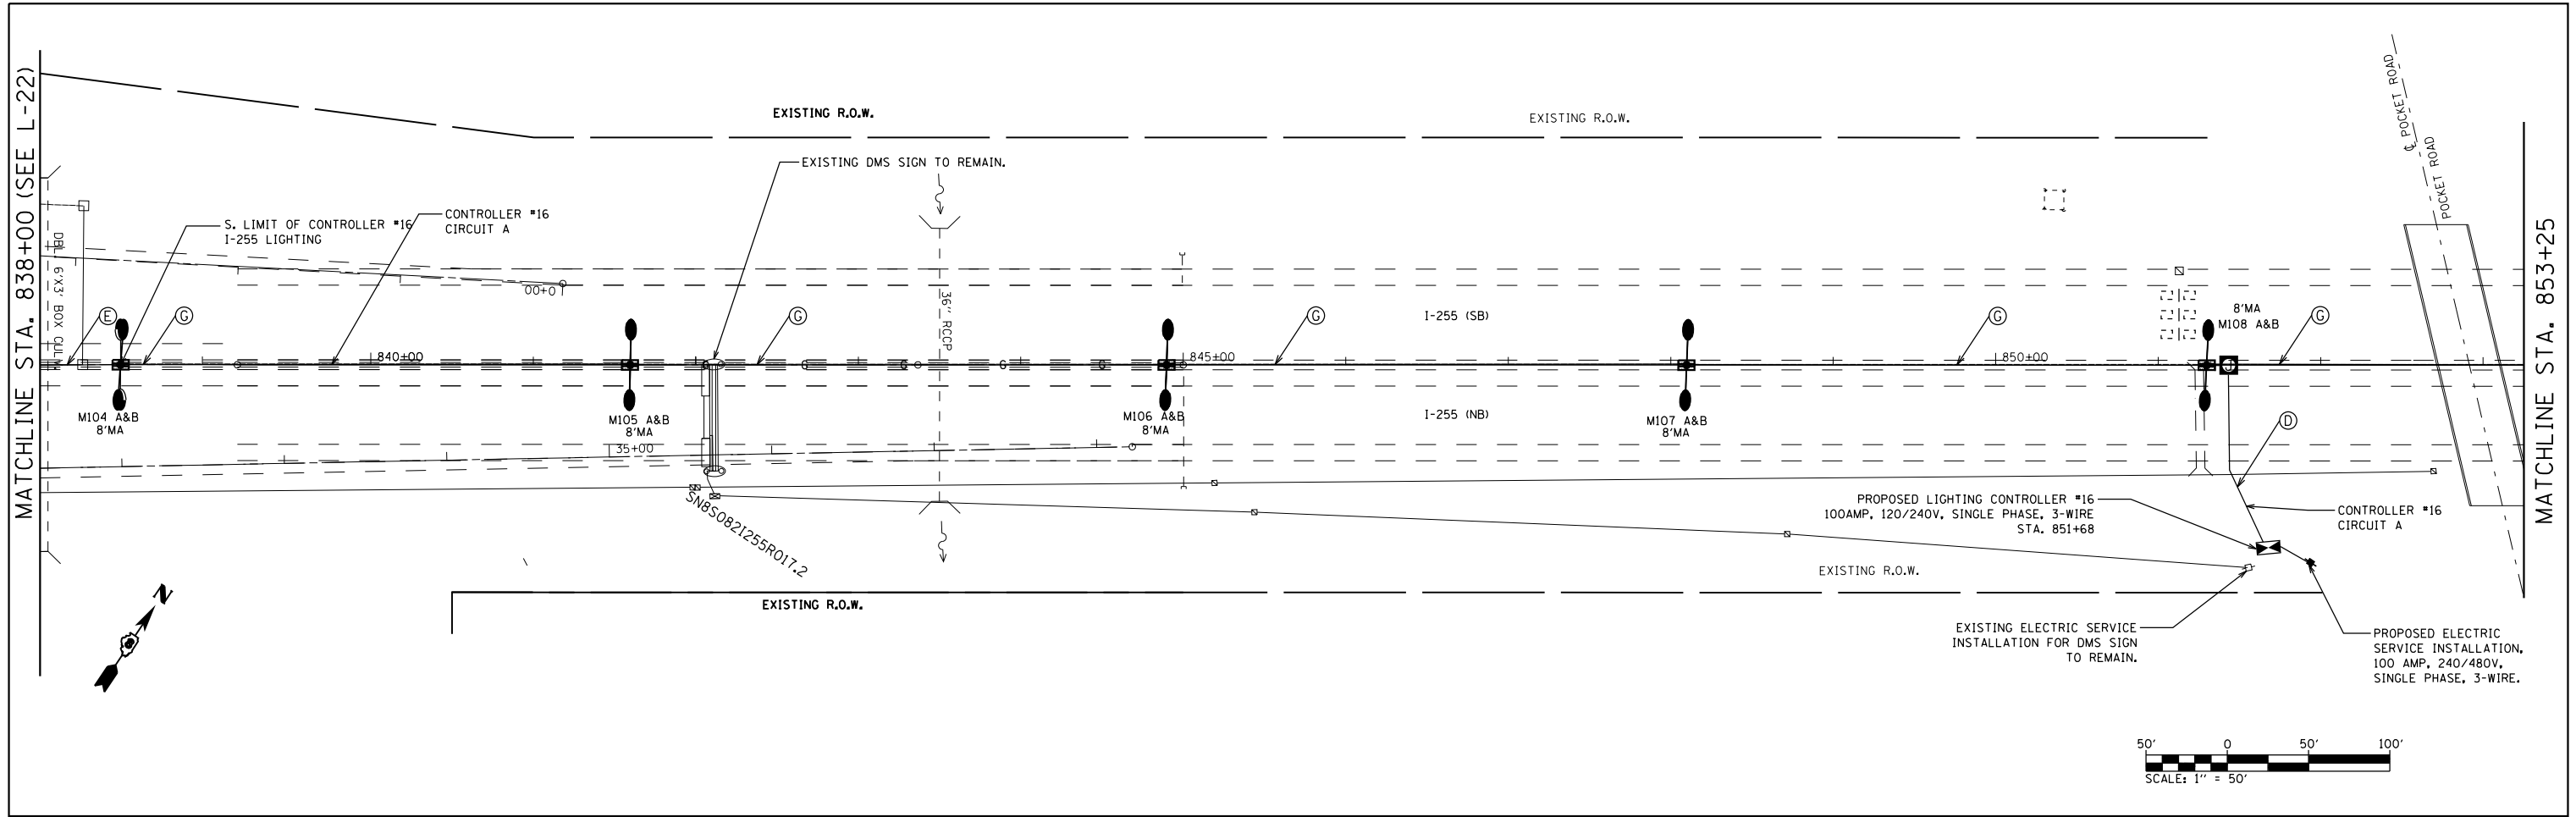 MATCHLINE STA. 838+00 (SEE L-22)
EXISTING R.O.W.
EXISTING R.O.W.
EXISTING DMS SIGN TO REMAIN.
S. LIMIT OF CONTROLLER #16
I-255 LIGHTING
CONTROLLER #16
CIRCUIT A
℄ POCKET ROAD
POCKET ROAD
DBL. 6'X3' BOX CULV
00+0
36" RCCP
E
G
G
G
G
G
I-255 (SB)
8'MA
M108 A&B
840+00
G
G
G
G
845+00
850+00
J
M104 A&B
8'MA
M105 A&B
8'MA
M106 A&B
8'MA
M107 A&B
8'MA
I-255 (NB)
D
35+00
SN8S082I255R017.2
PROPOSED LIGHTING CONTROLLER #16
100AMP, 120/240V, SINGLE PHASE, 3-WIRE
STA. 851+68
CONTROLLER #16
CIRCUIT A
EXISTING R.O.W.
EXISTING R.O.W.
N
EXISTING ELECTRIC SERVICE
INSTALLATION FOR DMS SIGN
TO REMAIN.
PROPOSED ELECTRIC
SERVICE INSTALLATION,
100 AMP, 240/480V,
SINGLE PHASE, 3-WIRE.
MATCHLINE STA. 853+25
50' 0 50' 100'
SCALE: 1" = 50'